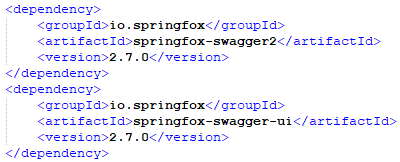 <dependency>
<groupId>io.springfox</groupId>
<artifactId>springfox-swagger2</artifactId>
<version>2.7.0</version>
</dependency>
<dependency>
<groupId>io.springfox</groupId>
<artifactId>springfox-swagger-ui</artifactId>
<version>2.7.0</version>
</dependency>